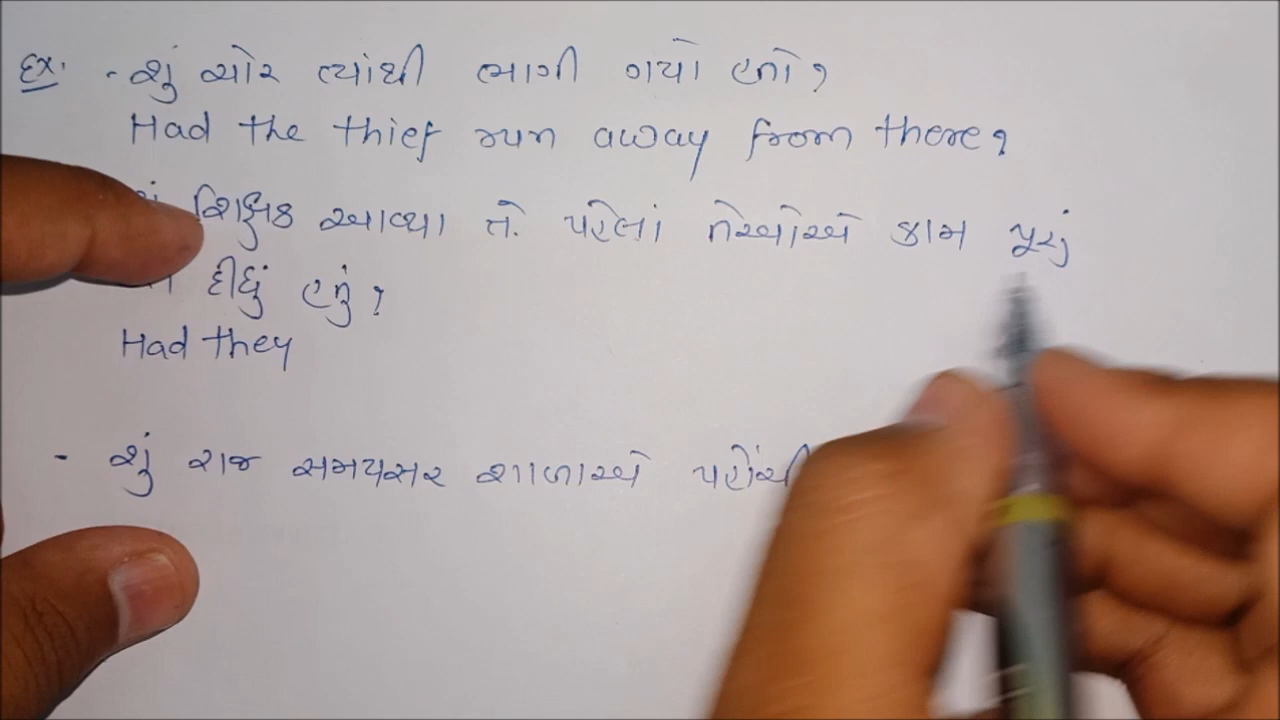 Ex. - શું ચોર ત્યાંથી ભાગી ગયો હતો?
Had the thief run away from there?
શિક્ષક આવ્યા તે પહેલાં તેઓએ કામ પૂરું
દીધું હતું?
Had they
- શું રાજ સમયસર શાળાએ પહોંચી